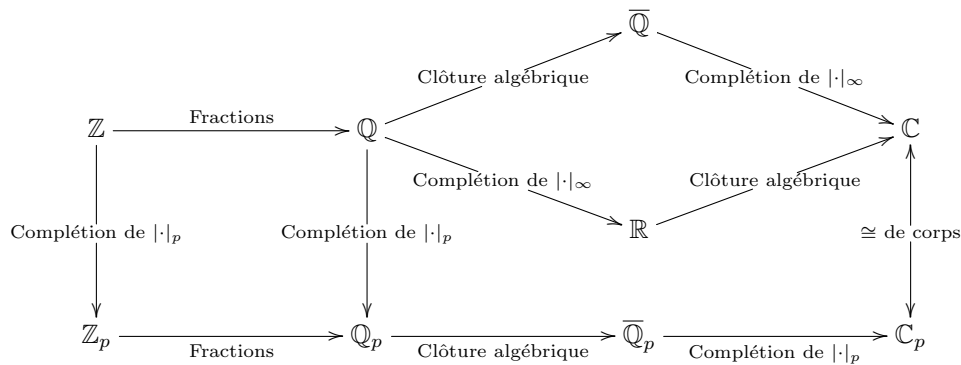 ℚ̅
Clôture algébrique Complétion de |·|∞
ℤ Fractions ℚ ℂ
Complétion de |·|∞ Clôture algébrique
Complétion de |·|ₚ Complétion de |·|ₚ ℝ ≅ de corps
ℤₚ Fractions ℚₚ Clôture algébrique ℚ̅ₚ Complétion de |·|ₚ ℂₚ